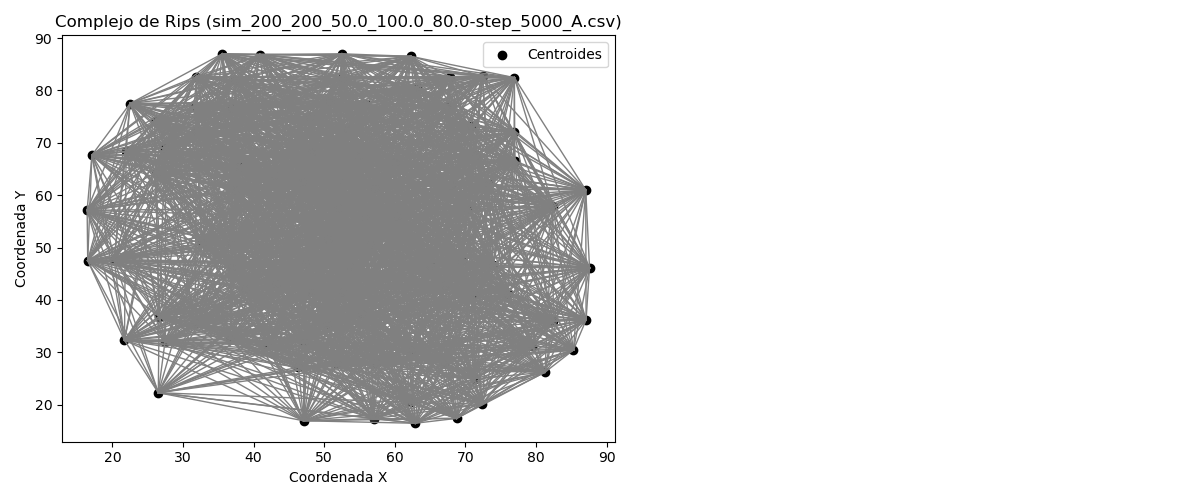 Complejo de Rips (sim_200_200_50.0_100.0_80.0-step_5000_A.csv)
Centroides
90
80
70
60
50
40
30
20
Coordenada Y
20 30 40 50 60 70 80 90
Coordenada X